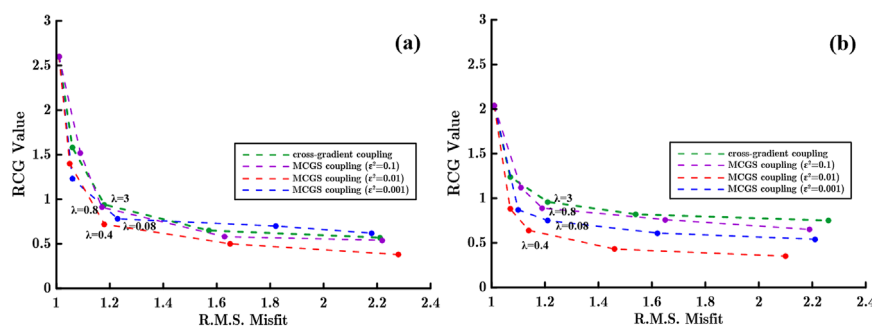 (a)
RCG Value
3
2.5
2
1.5
1
0.5
0
1
1.2
1.4
1.6
1.8
2
2.2
2.4
R.M.S. Misfit
cross-gradient coupling
MCGS coupling (ε²=0.1)
MCGS coupling (ε²=0.01)
MCGS coupling (ε²=0.001)
λ=3
λ=0.8
λ=0.08
λ=0.4
(b)
RCG Value
3
2.5
2
1.5
1
0.5
0
1
1.2
1.4
1.6
1.8
2
2.2
2.4
R.M.S. Misfit
cross-gradient coupling
MCGS coupling (ε²=0.1)
MCGS coupling (ε²=0.01)
MCGS coupling (ε²=0.001)
λ=3
λ=0.8
λ=0.08
λ=0.4